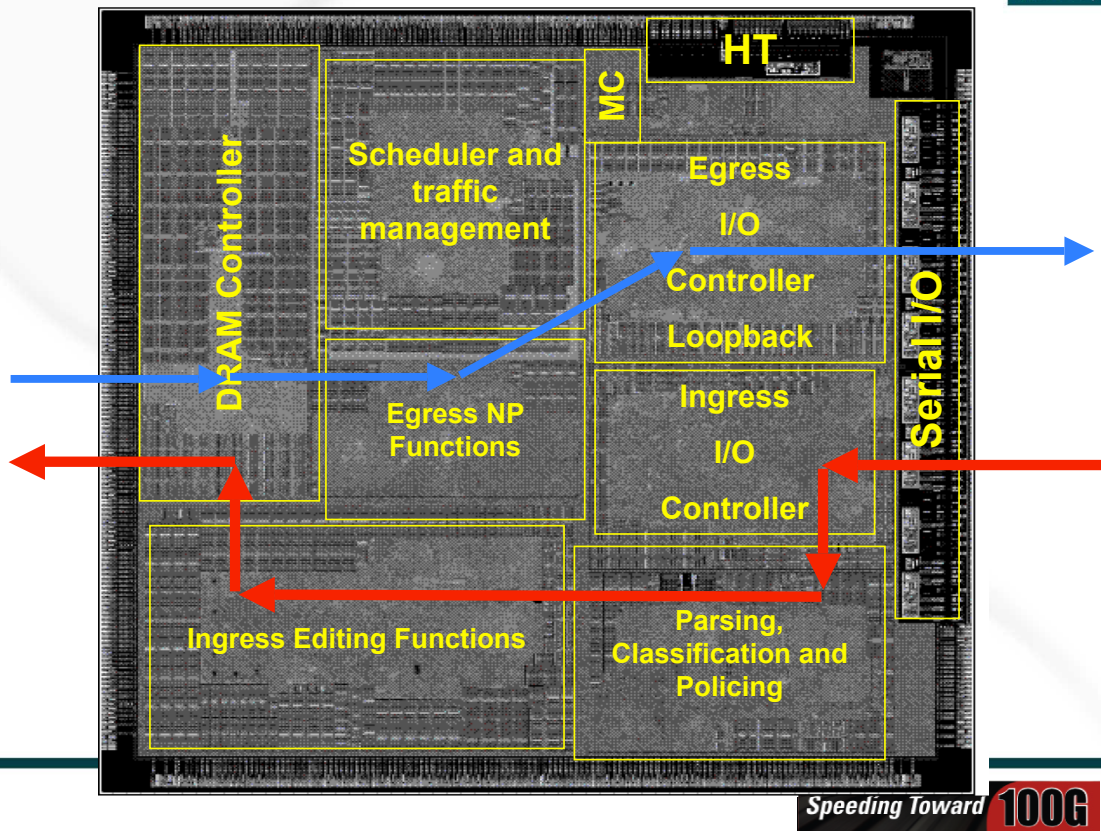 HT
MC
DRAM Controller
Scheduler and
traffic
management
Egress
I/O
Controller
Loopback
Serial I/O
Egress NP
Functions
Ingress
I/O
Controller
Ingress Editing Functions
Parsing,
Classification and
Policing
Speeding Toward 100G